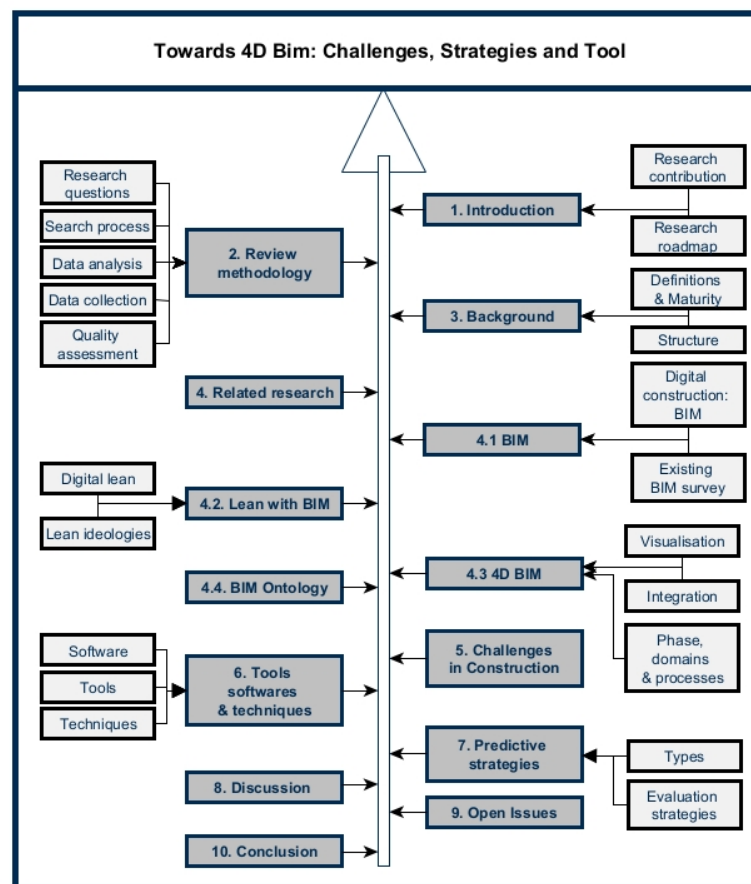 Towards 4D Bim: Challenges, Strategies and Tool
Research
questions
Search process
Data analysis
Data collection
Quality
assessment
2. Review
methodology
Research
contribution
Research
roadmap
1. Introduction
Definitions
& Maturity
Structure
3. Background
4. Related research
Digital
construction:
BIM
Existing
BIM survey
4.1 BIM
Digital lean
Lean ideologies
4.2. Lean with BIM
Visualisation
Integration
Phase,
domains
& processes
4.3 4D BIM
4.4. BIM Ontology
5. Challenges
in Construction
Software
Tools
Techniques
6. Tools
softwares
& techniques
7. Predictive
strategies
Types
Evaluation
strategies
8. Discussion
9. Open Issues
10. Conclusion